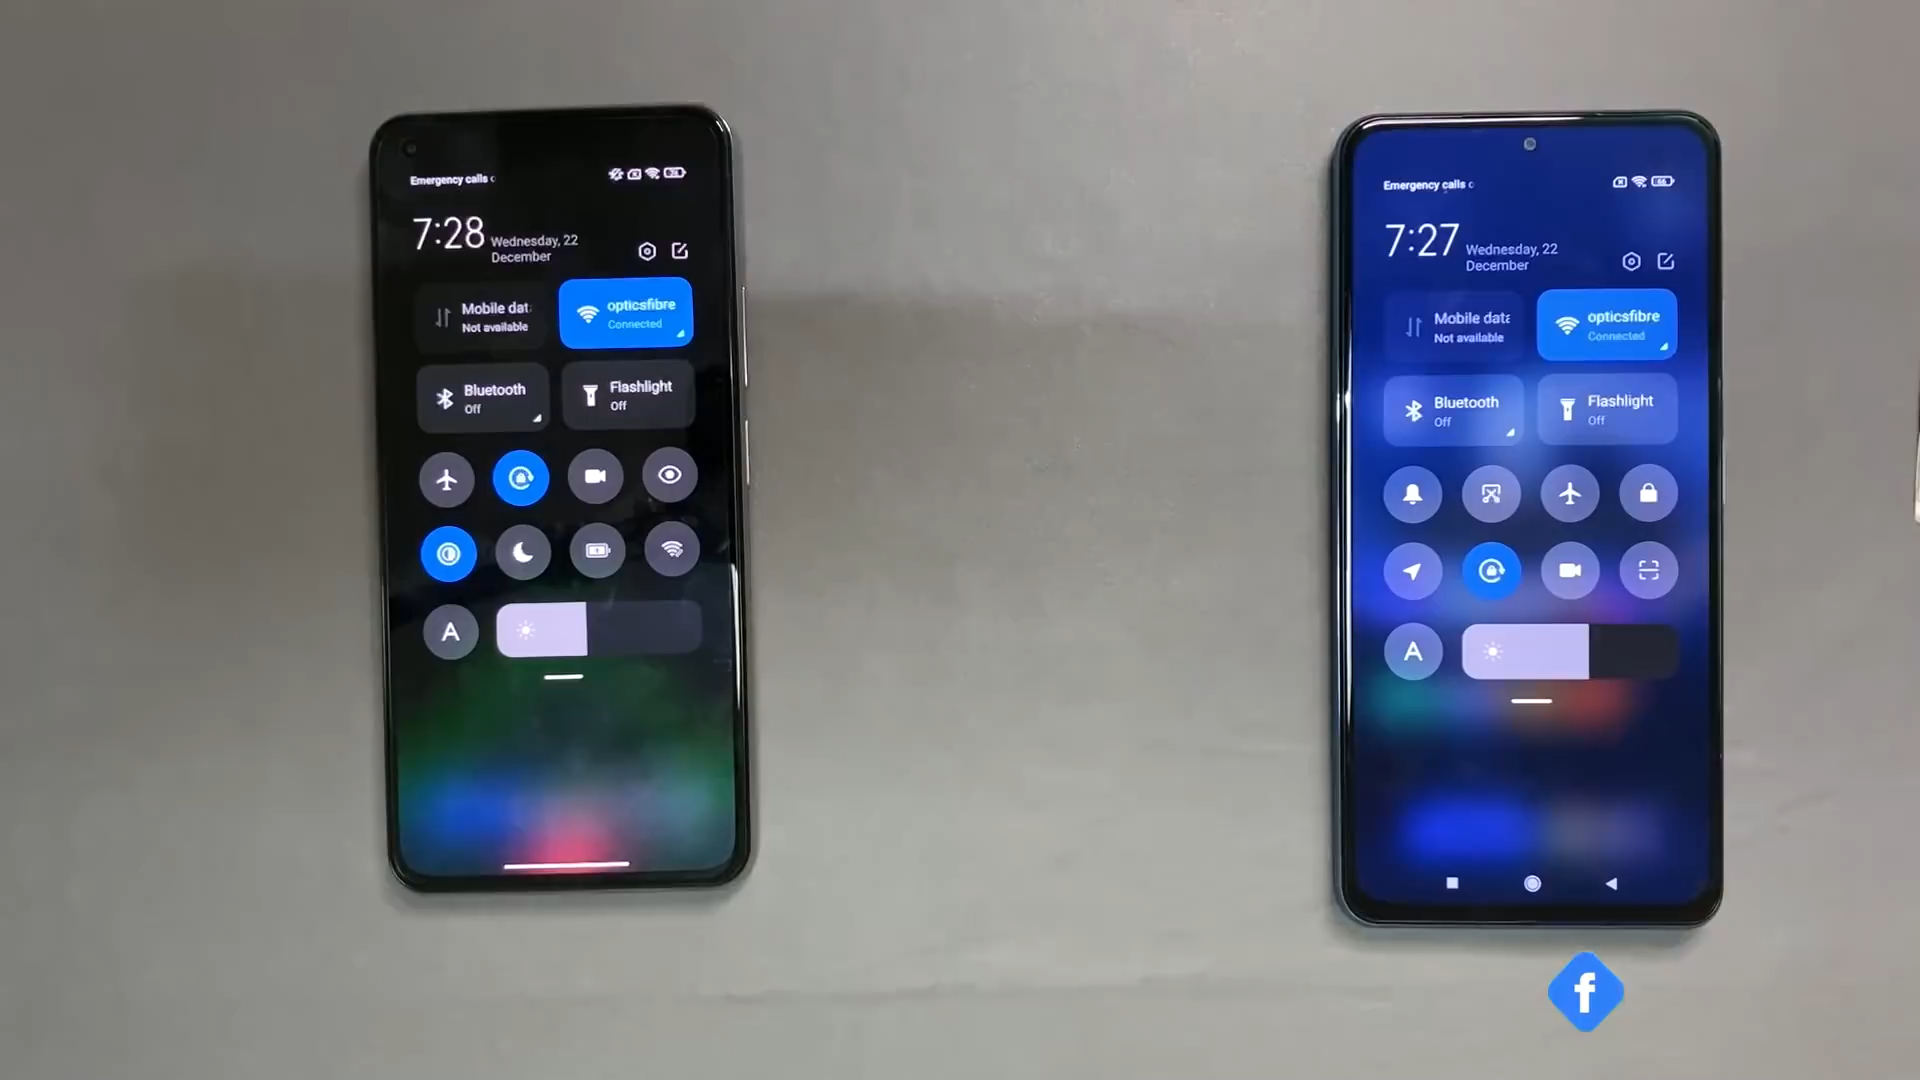 Emergency calls
7:28
Wednesday, 22
December
Mobile dat
Not available
opticsfibre
Connected
Bluetooth
Off
Flashlight
Off
A
Emergency calls
66
7:27
Wednesday, 22
December
Mobile data
Not available
opticsfibre
Connected
Bluetooth
Off
Flashlight
Off
A
f